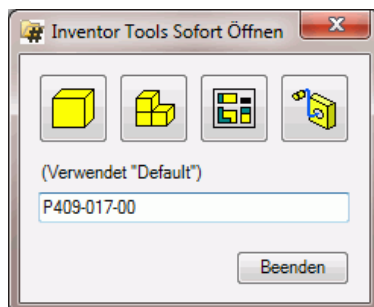 Inventor Tools Sofort Öffnen
(Verwendet "Default")
P409-017-00
Beenden